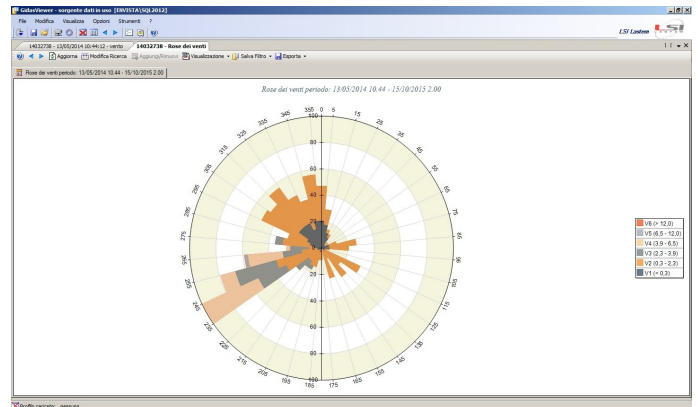 GidasViewer - sorgente dati in uso [ENVISTA\SQL2012]
File Modifica Visualizza Opzioni Strumenti ?
LSI Lastem
14032738 - 13/05/2014 10:44:12 - vento 14032738 - Rose dei venti
Aggiorna Modifica Ricerca Aggiungi/Rimuovi Visualizzazione Salva Filtro Esporta
Rose dei venti periodo: 13/05/2014 10.44 - 15/10/2015 2.00
Rose dei venti periodo: 13/05/2014 10.44 - 15/10/2015 2.00
345 355 0 5 15
335 100 25
325 35
315 80 45
305 55
295 60 65
285 40 75
275 20 85
0
265 95
255 20 105
245 40 115
235 60 125
225 135
215 80 145
205 155
195 100 165
185 175
V6 (> 12,0)
V5 (6,5 - 12,0)
V4 (3,9 - 6,5)
V3 (2,3 - 3,9)
V2 (0,3 - 2,3)
V1 (< 0,3)
Profilo caricato: nessuno